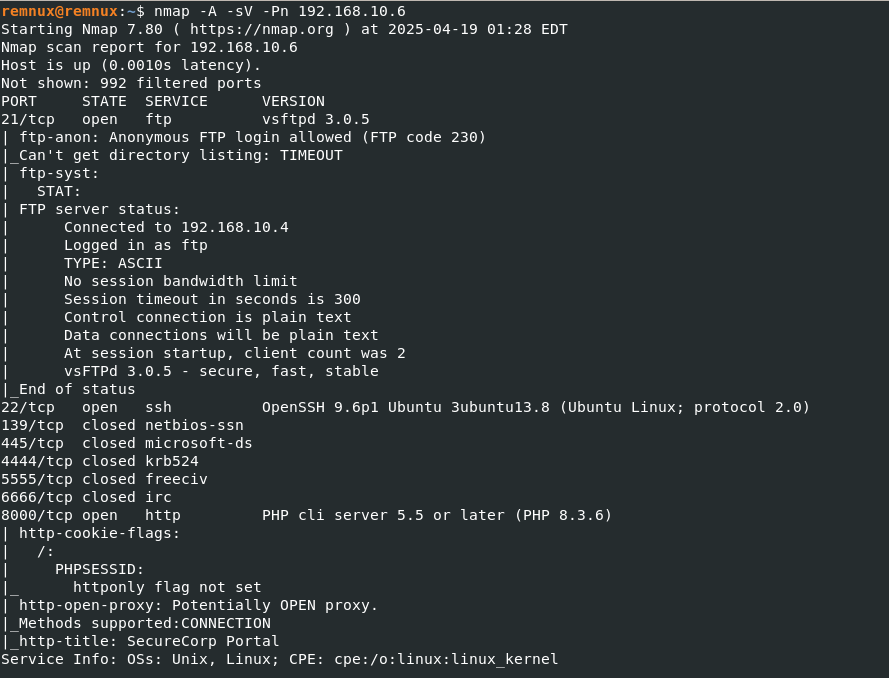 remnux@remnux:~$ nmap -A -sV -Pn 192.168.10.6
Starting Nmap 7.80 ( https://nmap.org ) at 2025-04-19 01:28 EDT
Nmap scan report for 192.168.10.6
Host is up (0.0010s latency).
Not shown: 992 filtered ports
PORT     STATE  SERVICE      VERSION
21/tcp   open   ftp          vsftpd 3.0.5
| ftp-anon: Anonymous FTP login allowed (FTP code 230)
|_Can't get directory listing: TIMEOUT
| ftp-syst:
|   STAT:
| FTP server status:
|      Connected to 192.168.10.4
|      Logged in as ftp
|      TYPE: ASCII
|      No session bandwidth limit
|      Session timeout in seconds is 300
|      Control connection is plain text
|      Data connections will be plain text
|      At session startup, client count was 2
|      vsFTPd 3.0.5 - secure, fast, stable
|_End of status
22/tcp   open   ssh          OpenSSH 9.6p1 Ubuntu 3ubuntu13.8 (Ubuntu Linux; protocol 2.0)
139/tcp  closed netbios-ssn
445/tcp  closed microsoft-ds
4444/tcp closed krb524
5555/tcp closed freeciv
6666/tcp closed irc
8000/tcp open   http         PHP cli server 5.5 or later (PHP 8.3.6)
| http-cookie-flags:
|   /:
|     PHPSESSID:
|_      httponly flag not set
| http-open-proxy: Potentially OPEN proxy.
|_Methods supported:CONNECTION
|_http-title: SecureCorp Portal
Service Info: OSs: Unix, Linux; CPE: cpe:/o:linux:linux_kernel